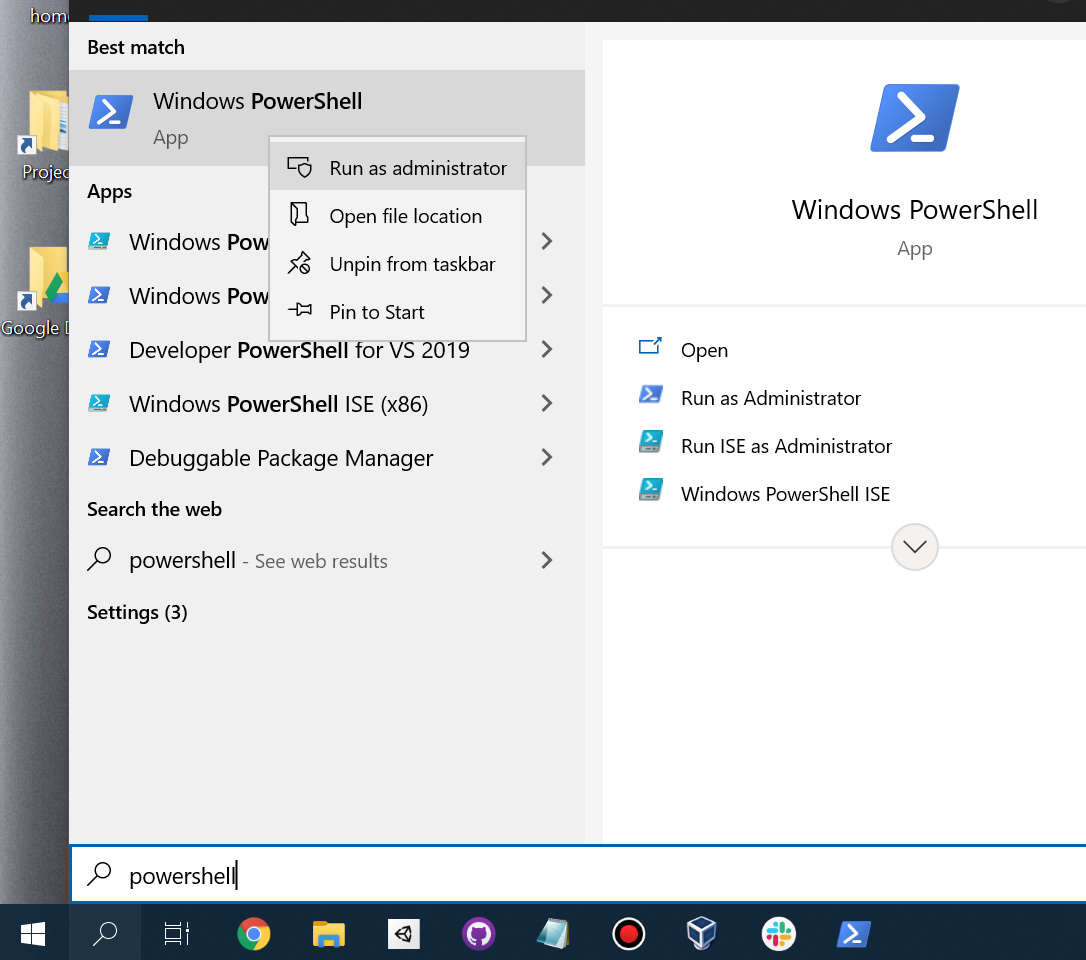 Best match
Windows PowerShell
App
Run as administrator
Open file location
Unpin from taskbar
Pin to Start
Apps
Windows Pow
Windows Pow
Developer PowerShell for VS 2019
Windows PowerShell ISE (x86)
Debuggable Package Manager
Search the web
powershell - See web results
Settings (3)
powershell
Windows PowerShell
App
Open
Run as Administrator
Run ISE as Administrator
Windows PowerShell ISE
hom
Projec
Google